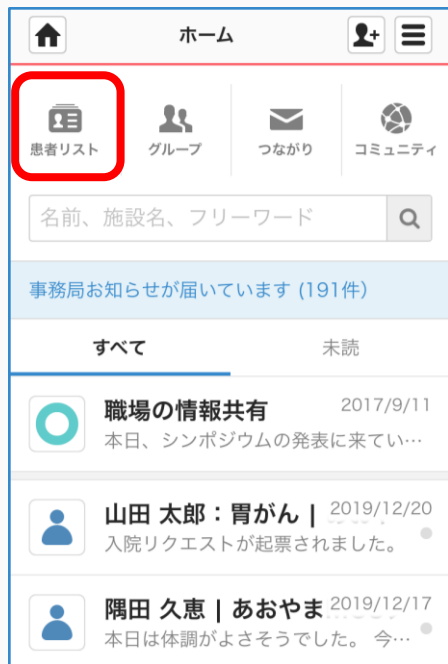 ホーム
患者リスト グループ つながり コミュニティ
名前、施設名、フリーワード
事務局お知らせが届いています (191件)
すべて 未読
職場の情報共有 2017/9/11
本日、シンポジウムの発表に来てい…
山田 太郎：胃がん | 2019/12/20
入院リクエストが起票されました。
隅田 久恵 | あおやま 2019/12/17
本日は体調がよさそうでした。 今…